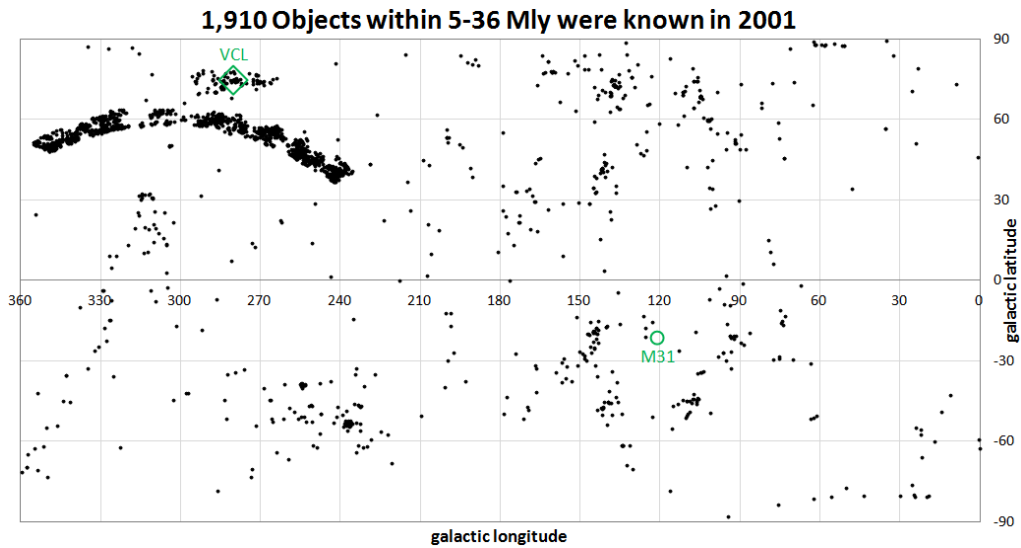 1,910 Objects within 5-36 Mly were known in 2001
90
VCL
60
30
0
360 330 300 270 240 210 180 150 120 90 60 30 0
galactic latitude
M31
-30
-60
-90
galactic longitude